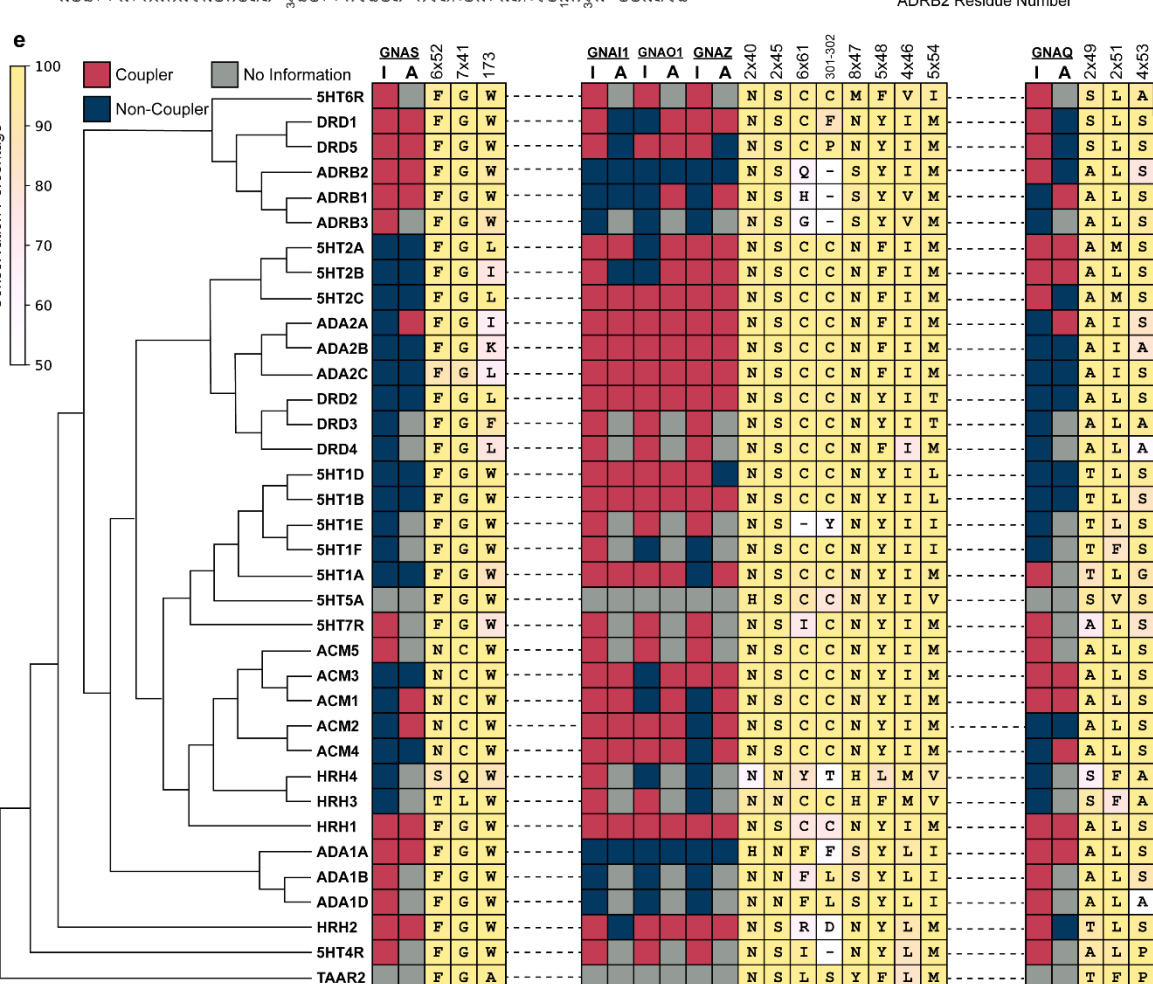 ADRB2 Residue Number
e
GNAS GNAI1 GNAO1 GNAZ GNAQ
I A 6x52 7x41 173 I A I A I A 2x40 2x45 6x61 301-302 8x47 5x48 4x46 5x54 I A 2x49 2x51 4x53
Coupler No Information
Non-Coupler
100
90
80
70
60
50
5HT6R F G W N S C C M F V I S L A
DRD1 F G W N S C F N Y I M S L S
DRD5 F G W N S C P N Y I M S L S
ADRB2 F G W N S Q - S Y I M A L S
ADRB1 F G W N S H - S Y V M A L S
ADRB3 F G W N S G - S Y V M A L S
5HT2A F G L N S C C N F I M A M S
5HT2B F G I N S C C N F I M A L S
5HT2C F G L N S C C N F I M A M S
ADA2A F G I N S C C N F I M A I S
ADA2B F G K N S C C N F I M A I A
ADA2C F G L N S C C N F I M A I S
DRD2 F G L N S C C N Y I T A L S
DRD3 F G F N S C C N Y I T A L A
DRD4 F G L N S C C N F I M A L A
5HT1D F G W N S C C N Y I L T L S
5HT1B F G W N S C C N Y I L T L S
5HT1E F G W N S - Y N Y I I T L S
5HT1F F G W N S C C N Y I I T F S
5HT1A F G W N S C C N Y I M T L G
5HT5A F G W H S C C N Y I V S V S
5HT7R F G W N S I C N Y I M A L S
ACM5 N C W N S C C N Y I M A L S
ACM3 N C W N S C C N Y I M A L S
ACM1 N C W N S C C N Y I M A L S
ACM2 N C W N S C C N Y I M A L S
ACM4 N C W N S C C N Y I M A L S
HRH4 S Q W N N Y T H L M V S F A
HRH3 T L W N N C C H F M V S F A
HRH1 F G W N S C C N Y I M A L S
ADA1A F G W H N F F S Y L I A L S
ADA1B F G W N N F L S Y L I A L S
ADA1D F G W N N F L S Y L I A L A
HRH2 F G W N S R D N Y L M T L S
5HT4R F G W N S I - N Y L M A L P
TAAR2 F G A N S L S Y F L M T F P